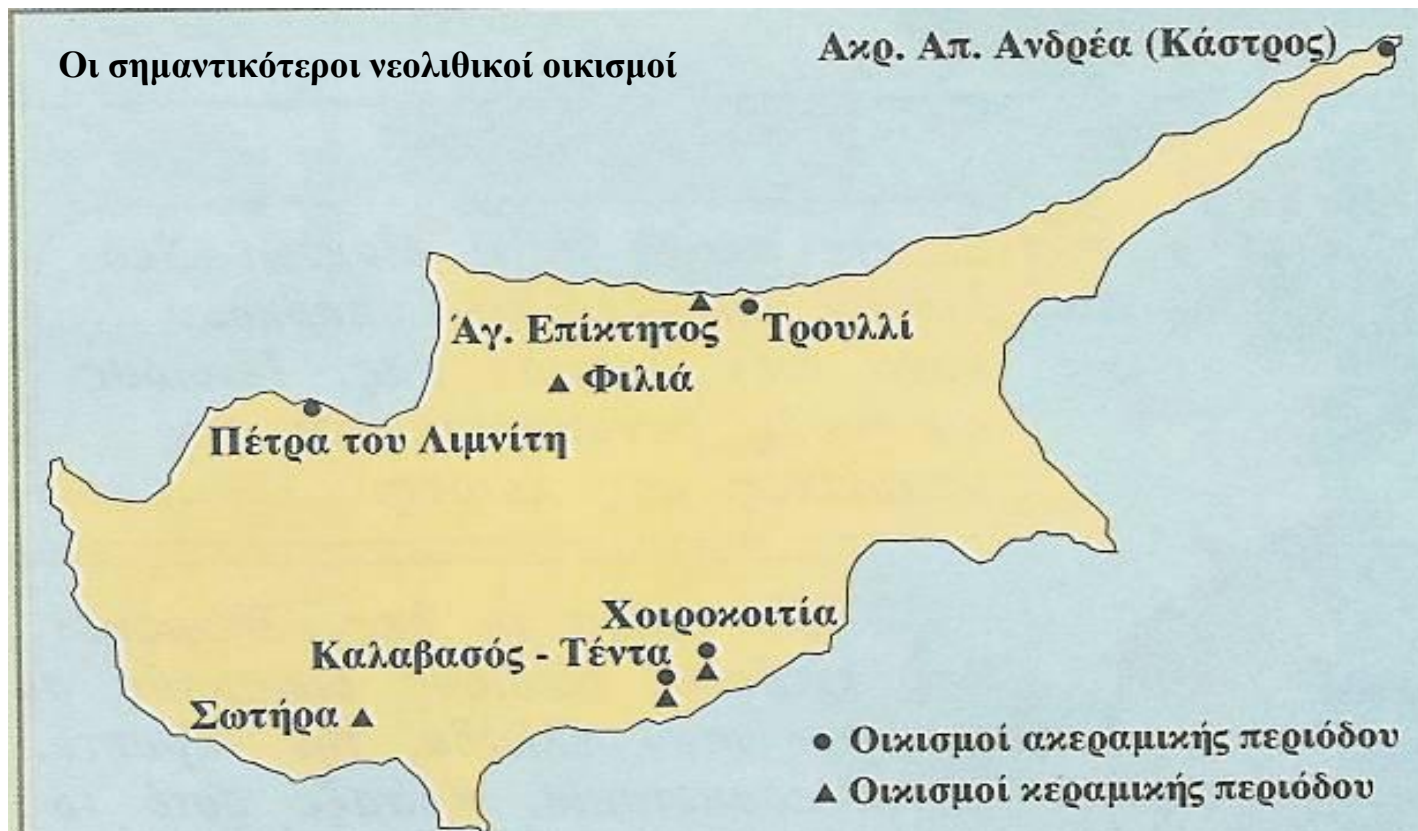 Οι σημαντικότεροι νεολιθικοί οικισμοί
Ακρ. Απ. Ανδρέα (Κάστρος)
Άγ. Επίκτητος
Τρουλλί
Φιλιά
Πέτρα του Λιμνίτη
Χοιροκοιτία
Καλαβασός - Τέντα
Σωτήρα
Οικισμοί ακεραμικής περιόδου
Οικισμοί κεραμικής περιόδου